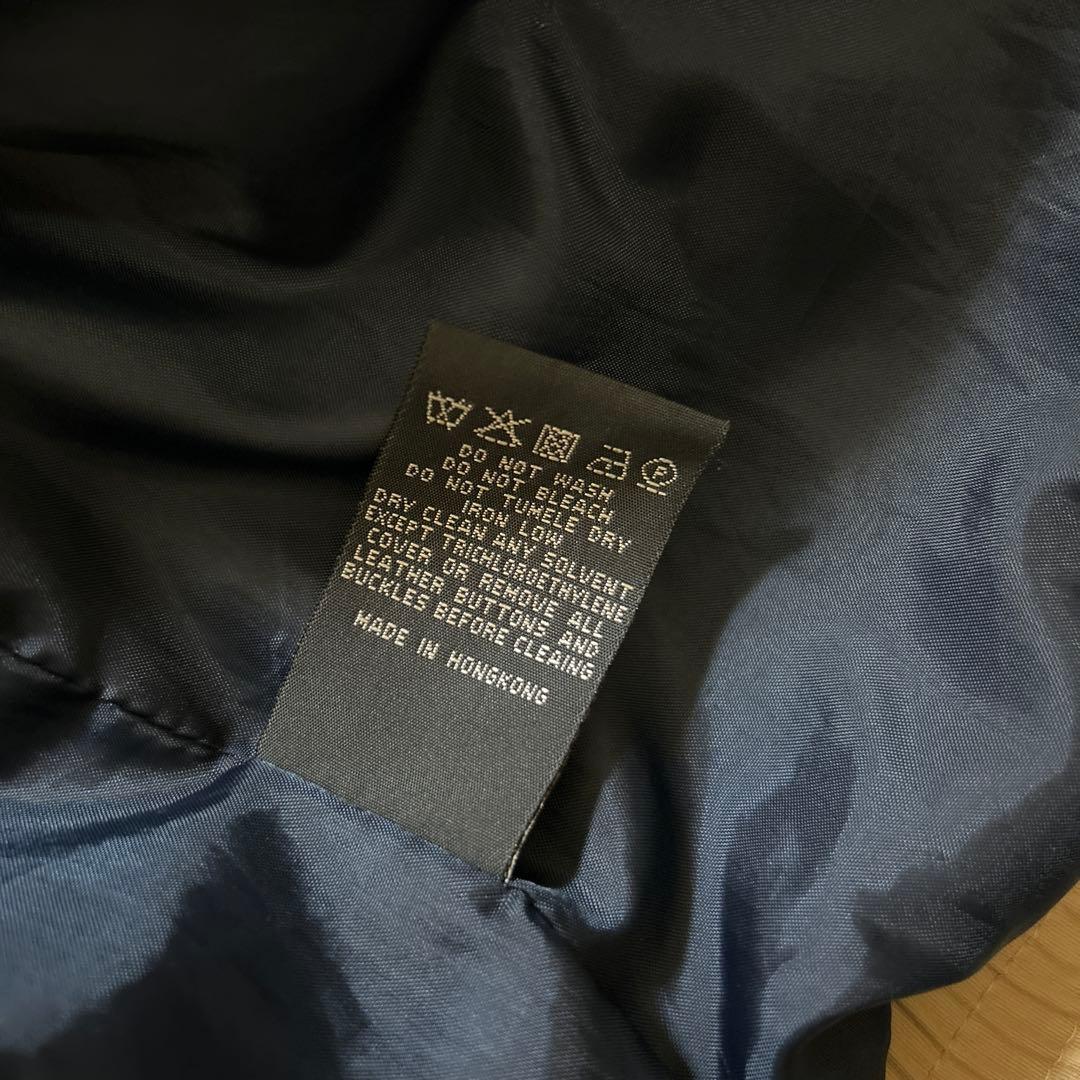 P
DO NOT WASH
DO NOT BLEACH
DO NOT TUMBLE DRY
IRON LOW
DRY CLEAN ANY SOLVENT
EXCEPT TRICHLOROETHYLENE
COVER OR REMOVE ALL
LEATHER BUTTONS AND
BUCKLES BEFORE CLEAING
MADE IN HONGKONG